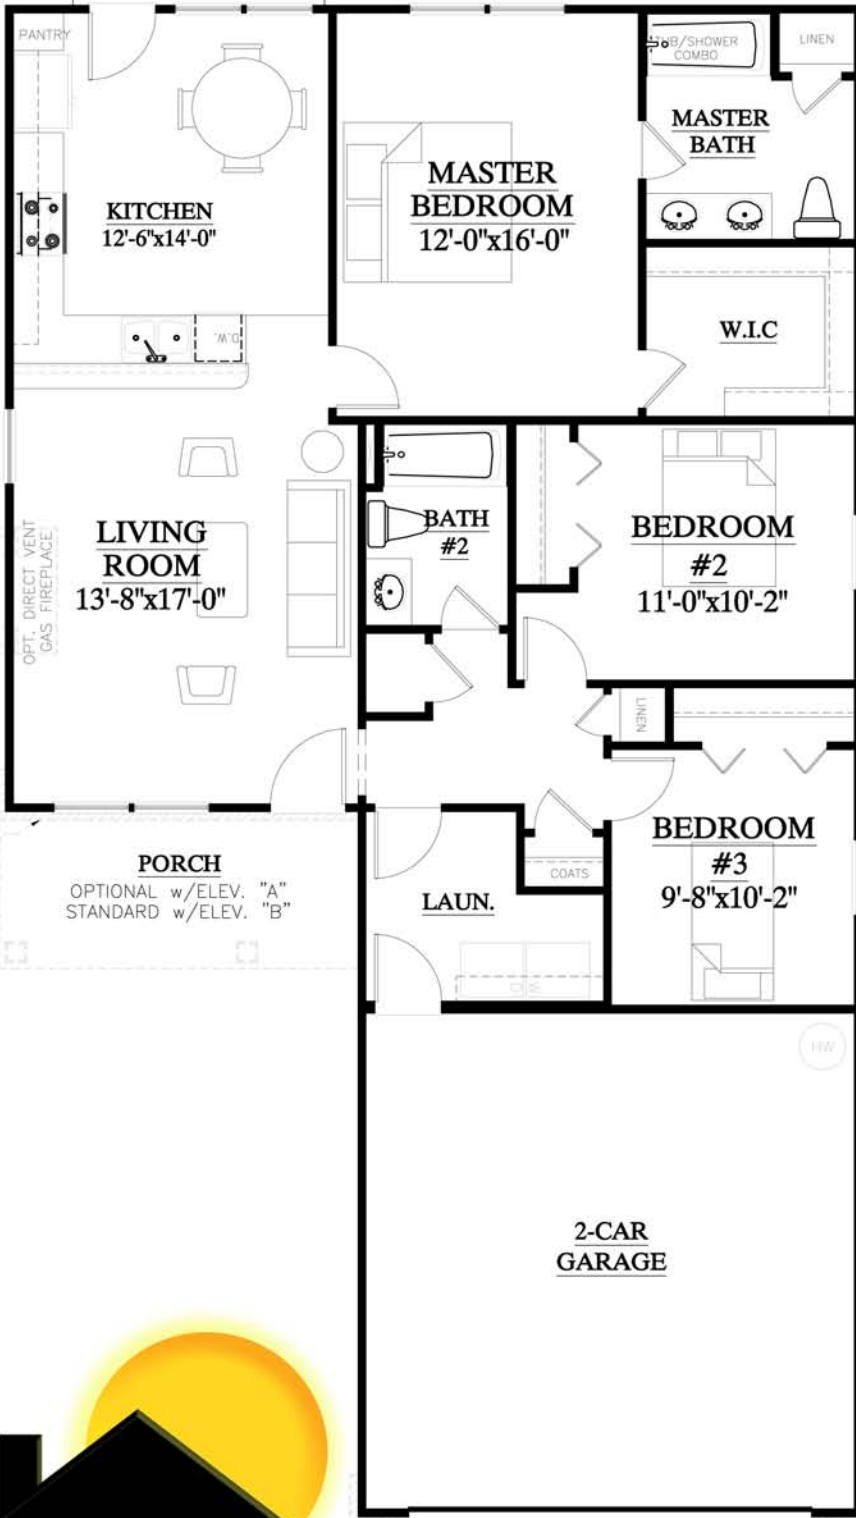 PANTRY
TUB/SHOWER
COMBO
LINEN
MASTER
BATH
KITCHEN
12'-6"x14'-0"
MASTER
BEDROOM
12'-0"x16'-0"
W.I.C
D.W.
LIVING
ROOM
13'-8"x17'-0"
OPT. DIRECT VENT
GAS FIREPLACE
BATH
#2
BEDROOM
#2
11'-0"x10'-2"
LINEN
PORCH
OPTIONAL w/ELEV. "A"
STANDARD w/ELEV. "B"
LAUN.
COATS
BEDROOM
#3
9'-8"x10'-2"
D
W
HW
2-CAR
GARAGE